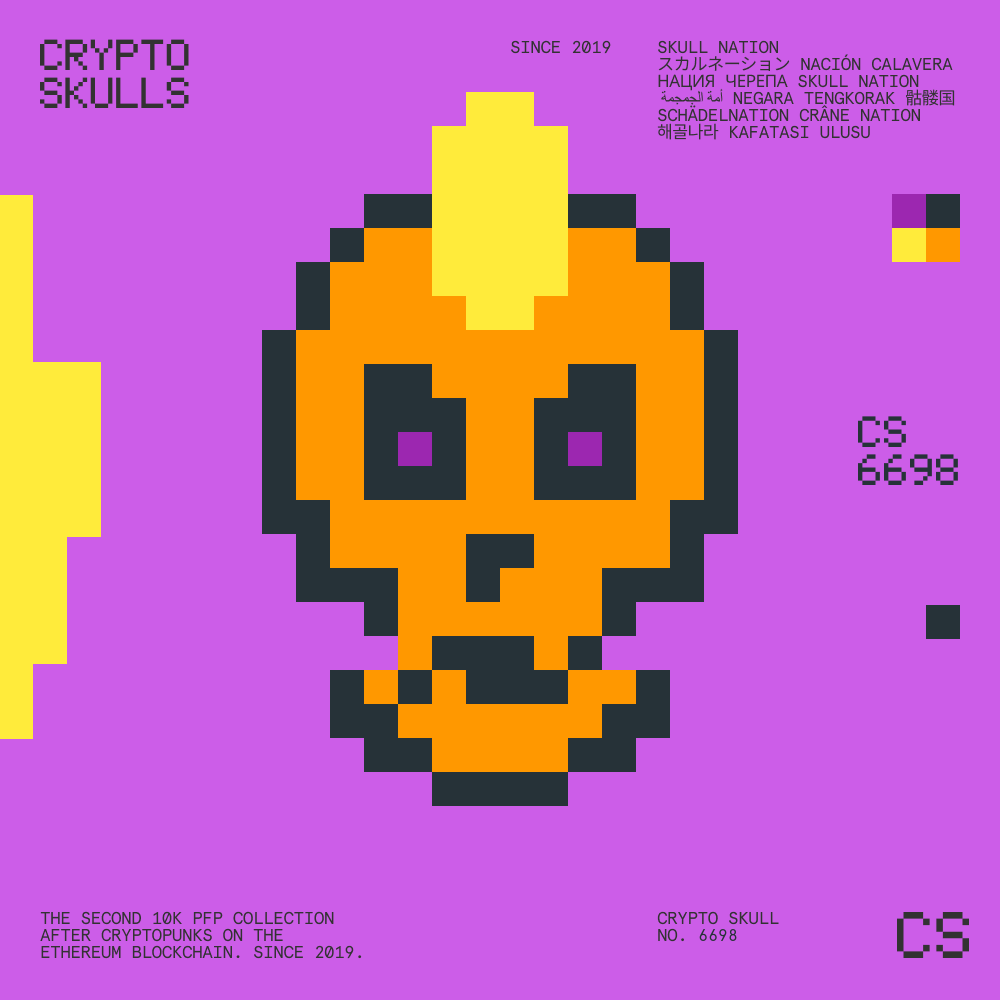 CRYPTO
SKULLS
SINCE 2019
SKULL NATION
スカルネーション NACIÓN CALAVERA
НАЦИЯ ЧЕРЕПА SKULL NATION
أمة الجمجمة NEGARA TENGKORAK 骷髅国
SCHÄDELNATION CRÂNE NATION
해골나라 KAFATASI ULUSU
CS
6698
THE SECOND 10K PFP COLLECTION
AFTER CRYPTOPUNKS ON THE
ETHEREUM BLOCKCHAIN. SINCE 2019.
CRYPTO SKULL
NO. 6698
CS